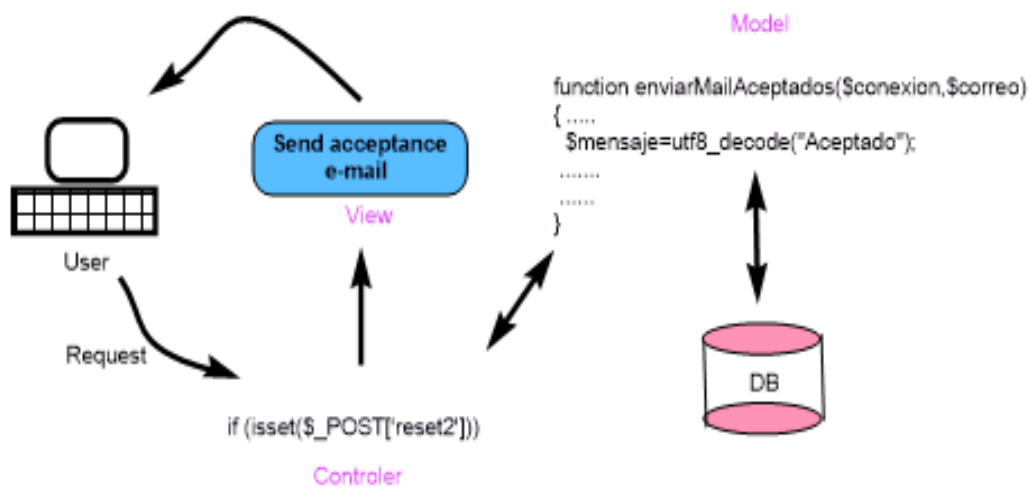 Model
function enviarMailAceptados($conexion,$correo)
{ .....
$mensaje=utf8_decode("Aceptado");
.......
......
}
Send acceptance
e-mail
View
User
Request
DB
if (isset($_POST['reset2']))
Controler